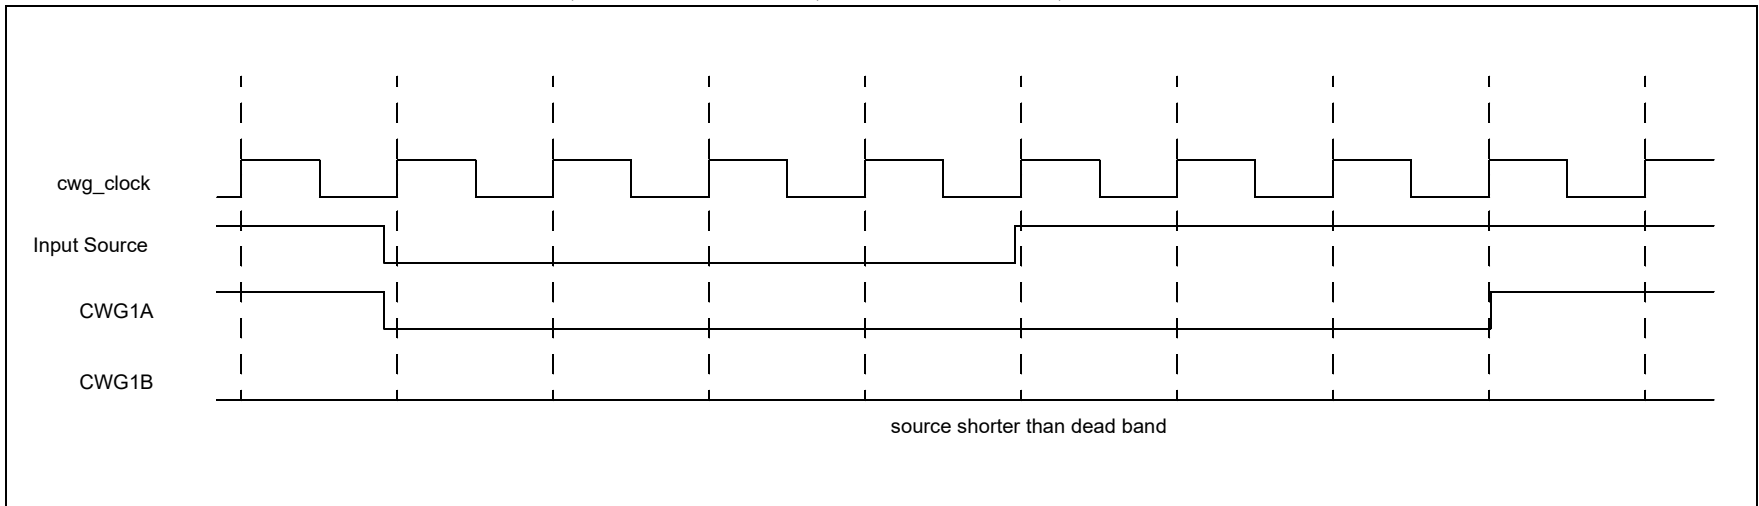 cwg_clock
Input Source
CWG1A
CWG1B
source shorter than dead band